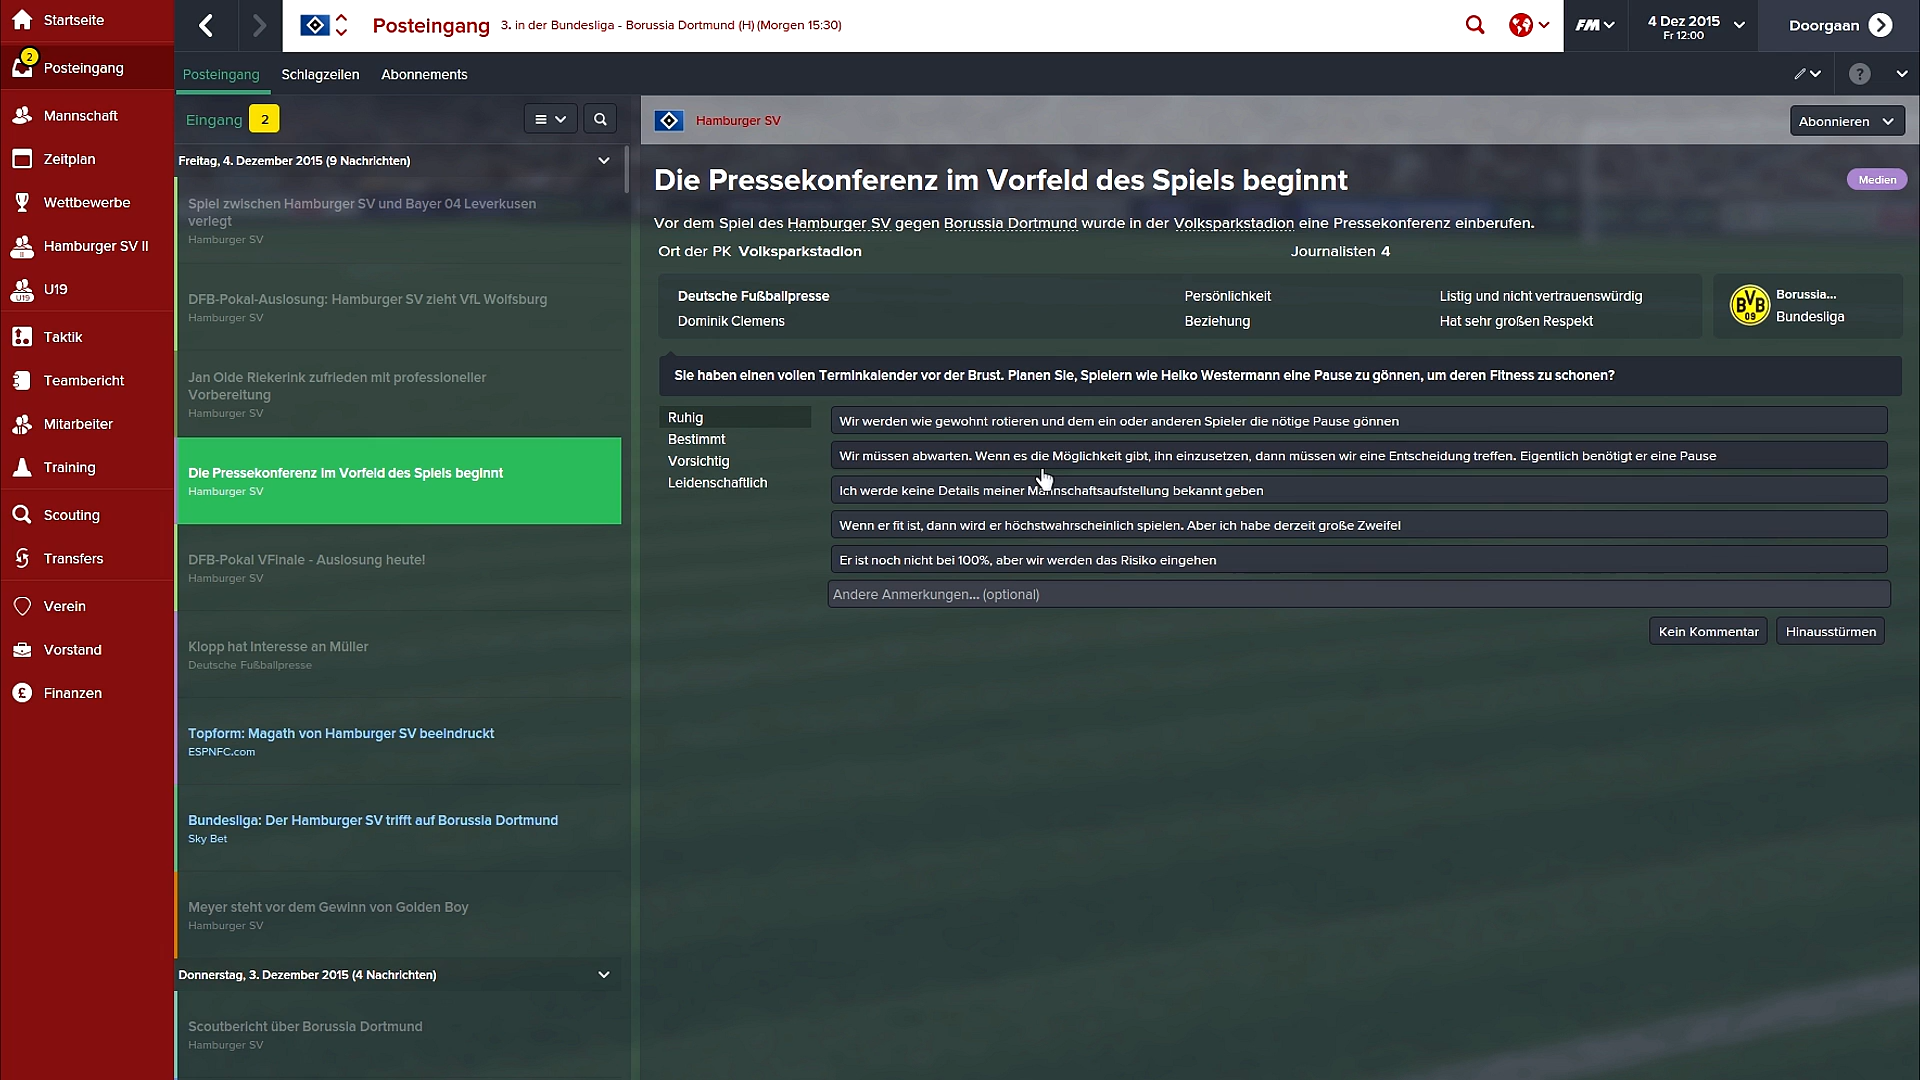 Startseite
2
Posteingang
Mannschaft
Zeitplan
Wettbewerbe
Hamburger SV II
U19
Taktik
Teambericht
Mitarbeiter
Training
Scouting
Transfers
Verein
Vorstand
Finanzen
Posteingang
3. in der Bundesliga - Borussia Dortmund (H) (Morgen 15:30)
FM
4 Dez 2015
Fr 12:00
Doorgaan
Posteingang
Schlagzeilen
Abonnements
Eingang
2
Freitag, 4. Dezember 2015 (9 Nachrichten)
Spiel zwischen Hamburger SV und Bayer 04 Leverkusen
verlegt
Hamburger SV
DFB-Pokal-Auslosung: Hamburger SV zieht VfL Wolfsburg
Hamburger SV
Jan Olde Riekerink zufrieden mit professioneller
Vorbereitung
Hamburger SV
Die Pressekonferenz im Vorfeld des Spiels beginnt
Hamburger SV
DFB-Pokal VFinale - Auslosung heute!
Hamburger SV
Klopp hat Interesse an Müller
Deutsche Fußballpresse
Topform: Magath von Hamburger SV beeindruckt
ESPNFC.com
Bundesliga: Der Hamburger SV trifft auf Borussia Dortmund
Sky Bet
Meyer steht vor dem Gewinn von Golden Boy
Hamburger SV
Donnerstag, 3. Dezember 2015 (4 Nachrichten)
Scoutbericht über Borussia Dortmund
Hamburger SV
Hamburger SV
Abonnieren
Die Pressekonferenz im Vorfeld des Spiels beginnt
Medien
Vor dem Spiel des Hamburger SV gegen Borussia Dortmund wurde in der Volksparkstadion eine Pressekonferenz einberufen.
Ort der PK Volksparkstadion
Journalisten 4
Deutsche Fußballpresse
Persönlichkeit
Listig und nicht vertrauenswürdig
Dominik Clemens
Beziehung
Hat sehr großen Respekt
BVB
09
Borussia...
Bundesliga
Sie haben einen vollen Terminkalender vor der Brust. Planen Sie, Spielern wie Heiko Westermann eine Pause zu gönnen, um deren Fitness zu schonen?
Ruhig
Bestimmt
Vorsichtig
Leidenschaftlich
Wir werden wie gewohnt rotieren und dem ein oder anderen Spieler die nötige Pause gönnen
Wir müssen abwarten. Wenn es die Möglichkeit gibt, ihn einzusetzen, dann müssen wir eine Entscheidung treffen. Eigentlich benötigt er eine Pause
Ich werde keine Details meiner Mannschaftsaufstellung bekannt geben
Wenn er fit ist, dann wird er höchstwahrscheinlich spielen. Aber ich habe derzeit große Zweifel
Er ist noch nicht bei 100%, aber wir werden das Risiko eingehen
Andere Anmerkungen... (optional)
Kein Kommentar
Hinausstürmen